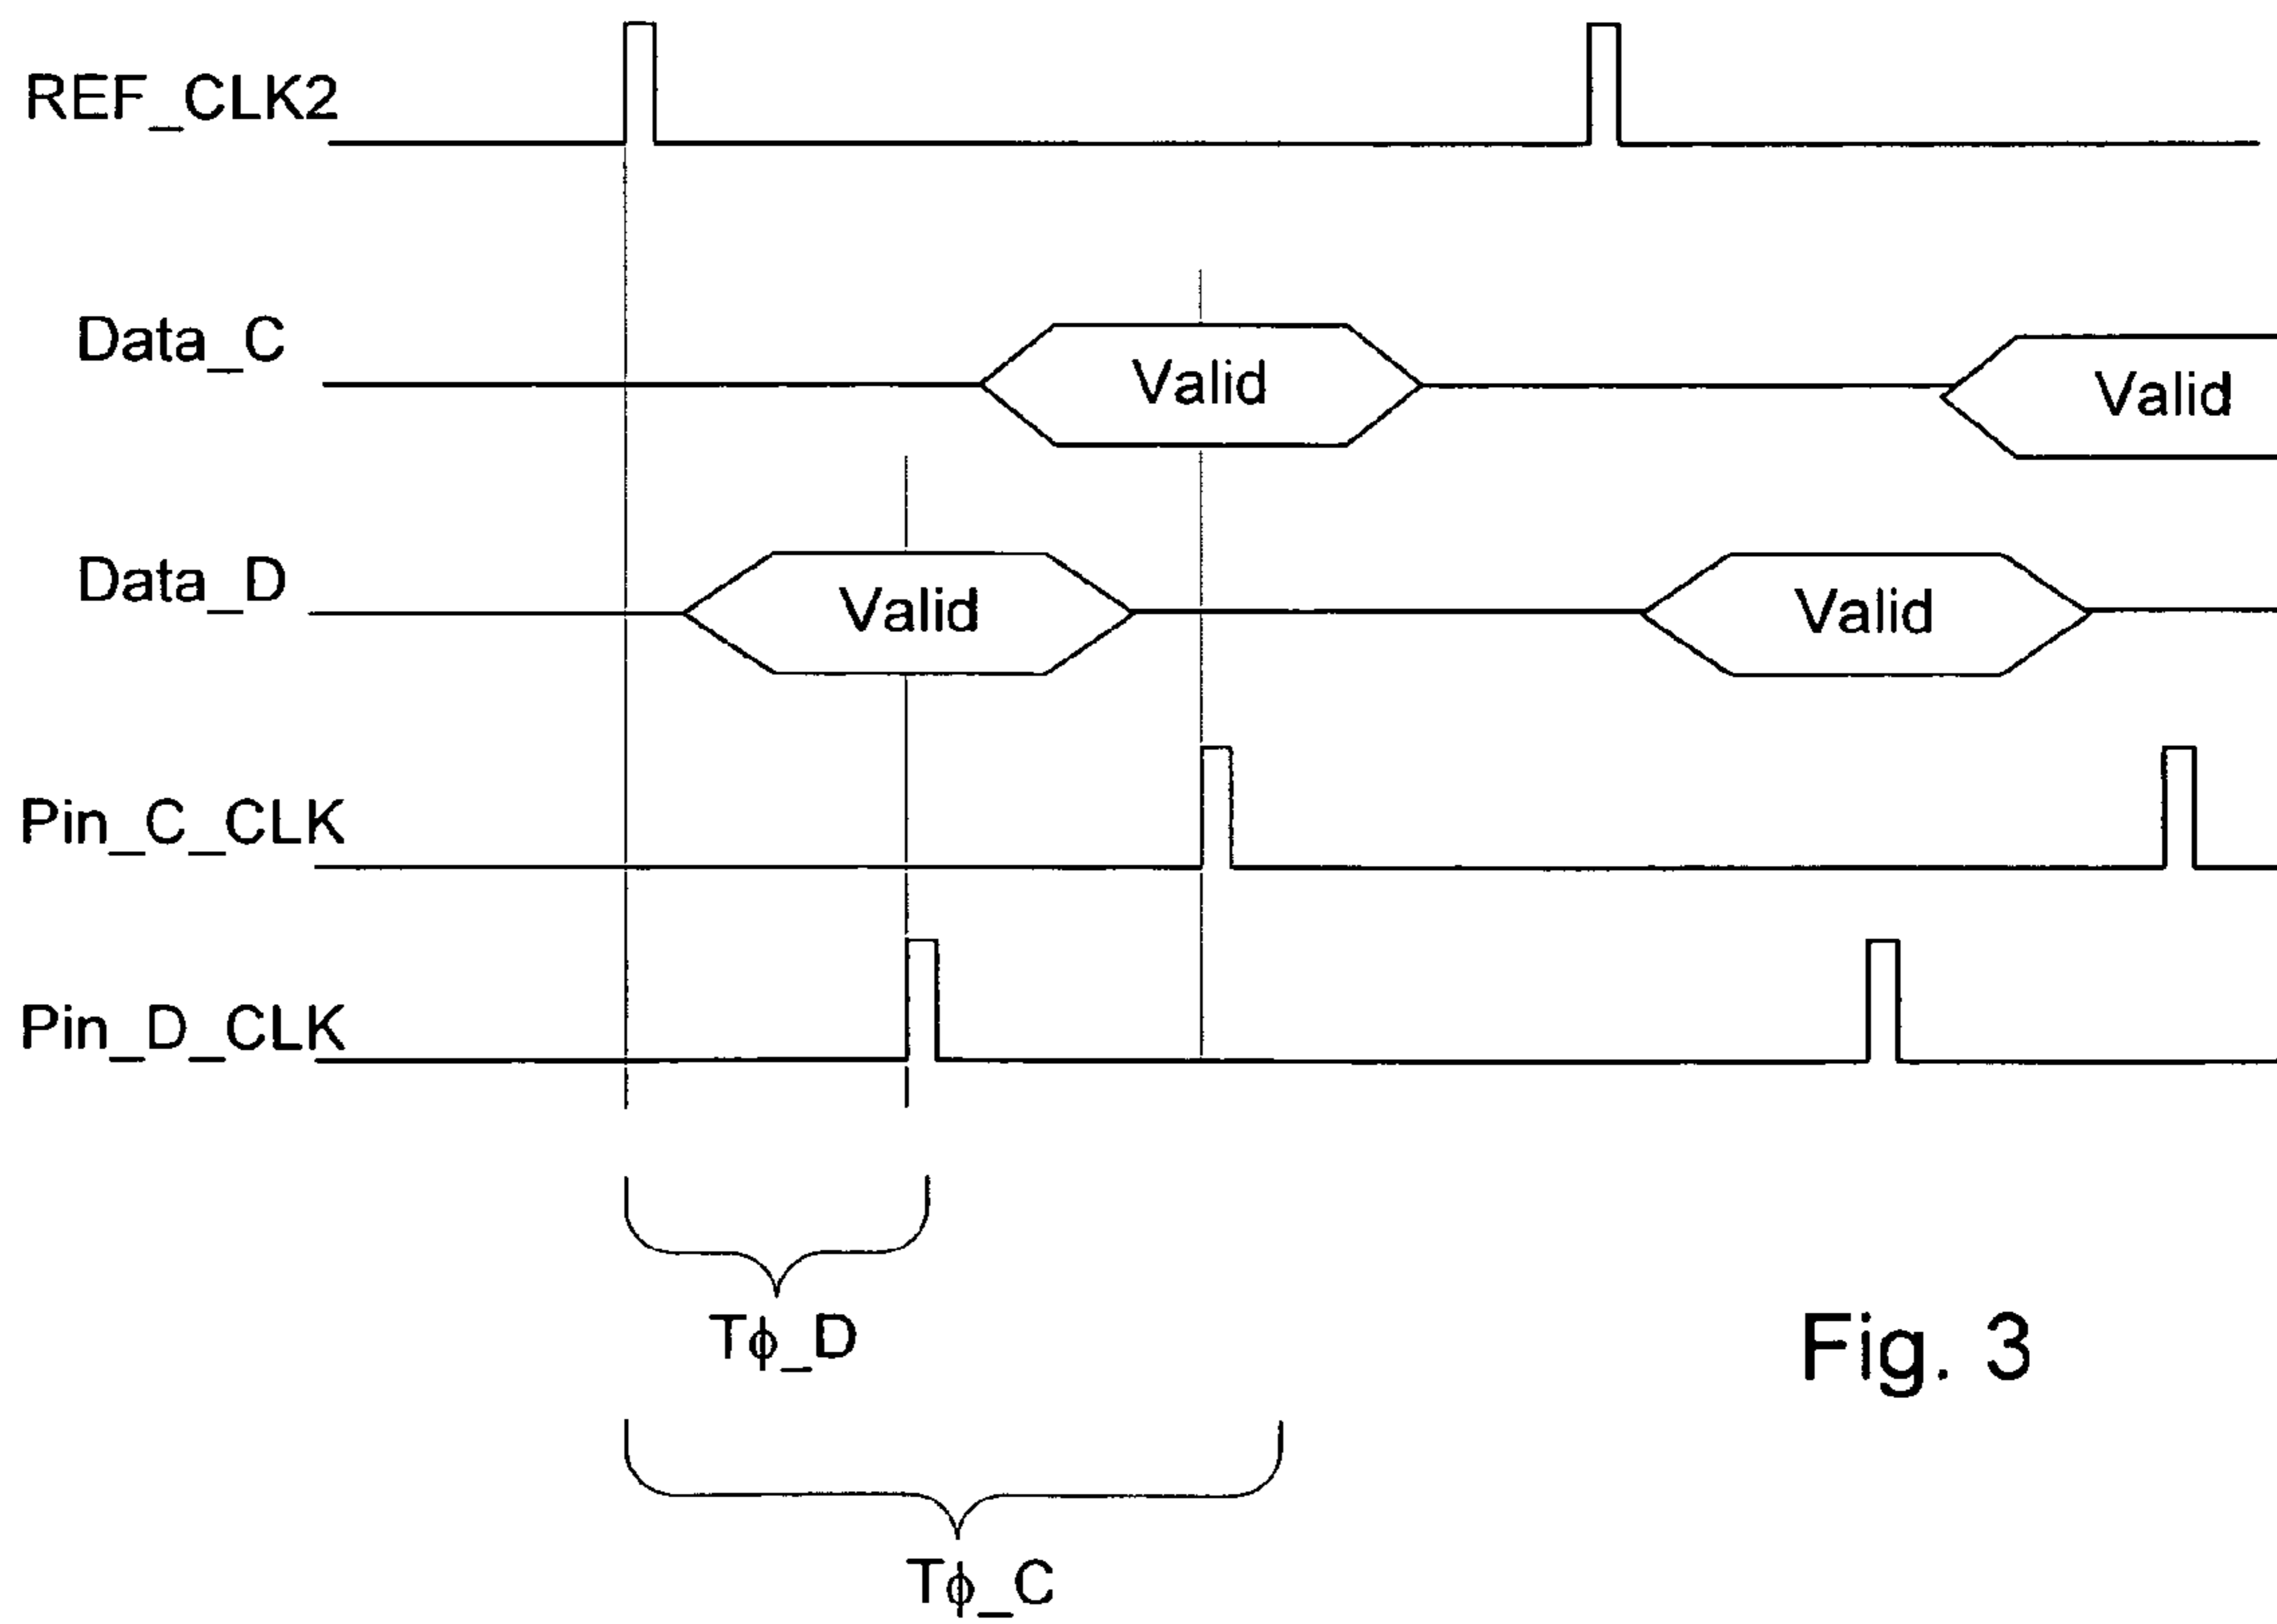 REF_CLK2
Data_C
Valid
Valid
Data_D
Valid
Valid
Pin_C_CLK
Pin_D_CLK
Tϕ_D
Fig. 3
Tϕ_C